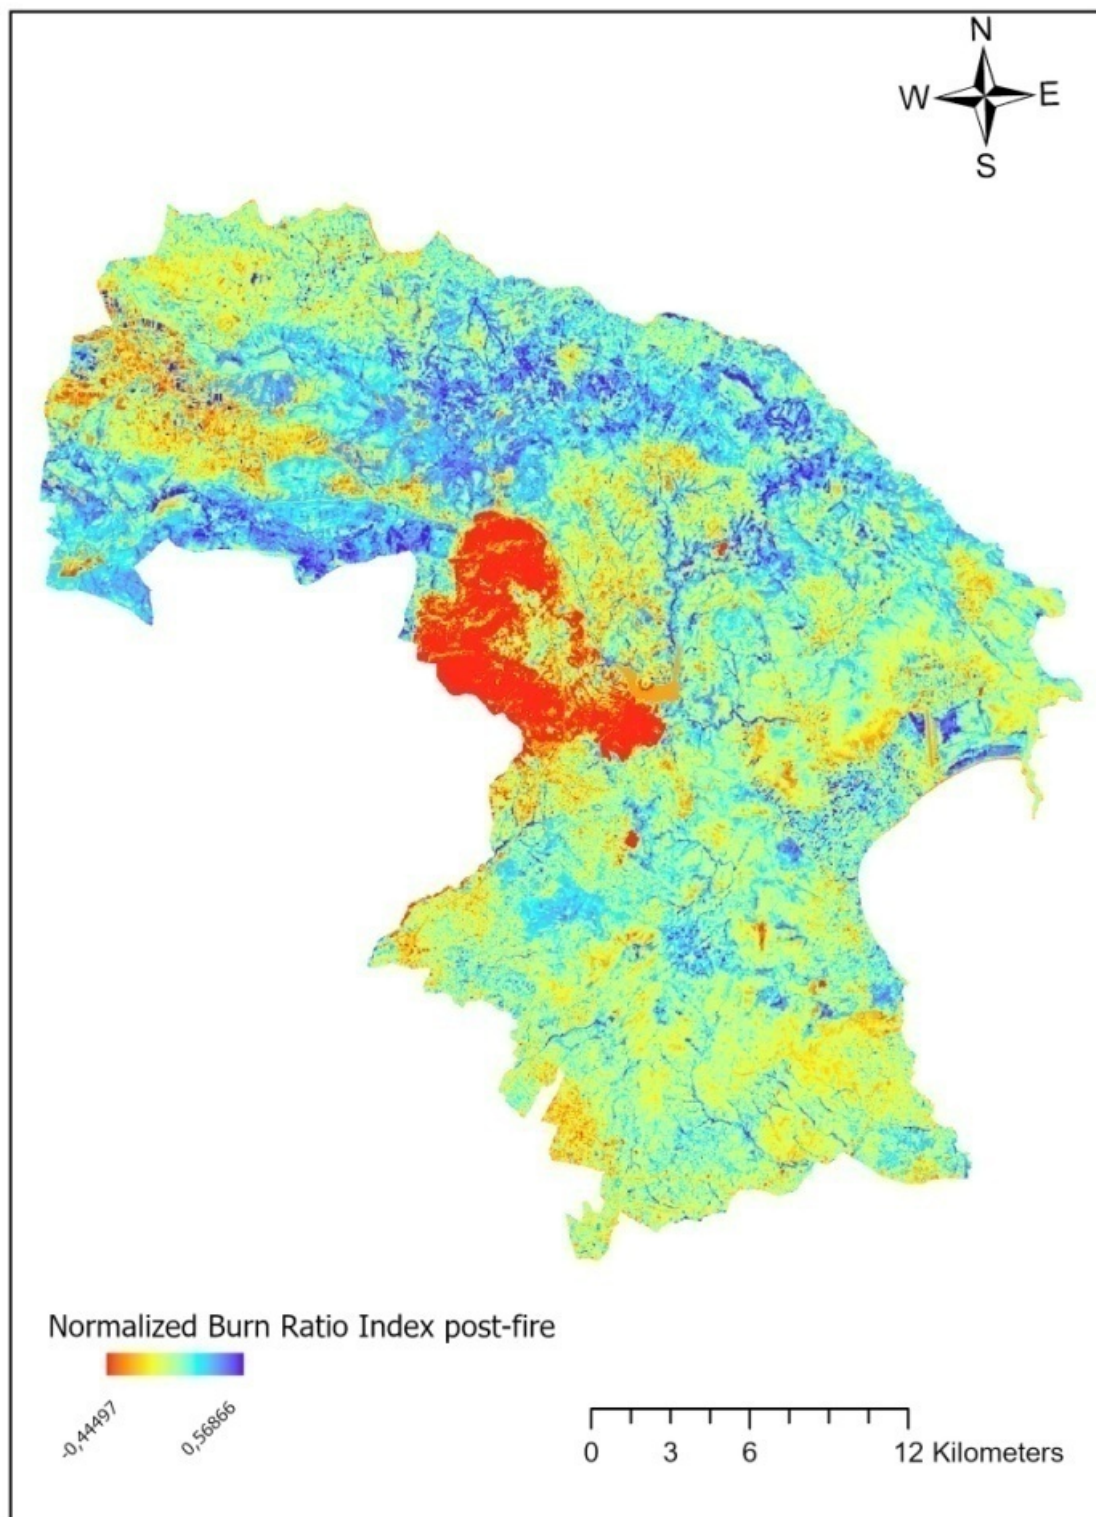 N
W E
S
Normalized Burn Ratio Index post-fire
-0,44497 0,56866
0 3 6 12 Kilometers